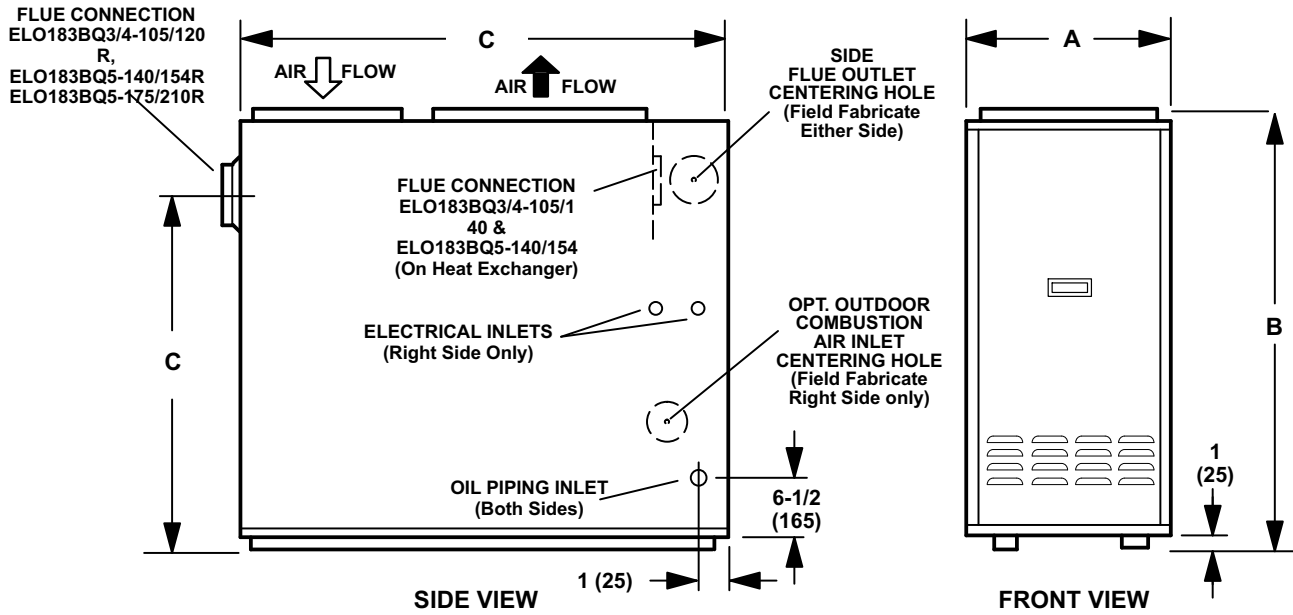 FLUE CONNECTION
ELO183BQ3/4-105/120
R,
ELO183BQ5-140/154R
ELO183BQ5-175/210R
C
AIR FLOW
AIR FLOW
SIDE
FLUE OUTLET
CENTERING HOLE
(Field Fabricate
Either Side)
A
FLUE CONNECTION
ELO183BQ3/4-105/1
40 &
ELO183BQ5-140/154
(On Heat Exchanger)
ELECTRICAL INLETS
(Right Side Only)
OPT. OUTDOOR
COMBUSTION
AIR INLET
CENTERING HOLE
(Field Fabricate
Right Side only)
C
B
OIL PIPING INLET
(Both Sides)
6-1/2
(165)
1
(25)
1 (25)
SIDE VIEW
FRONT VIEW